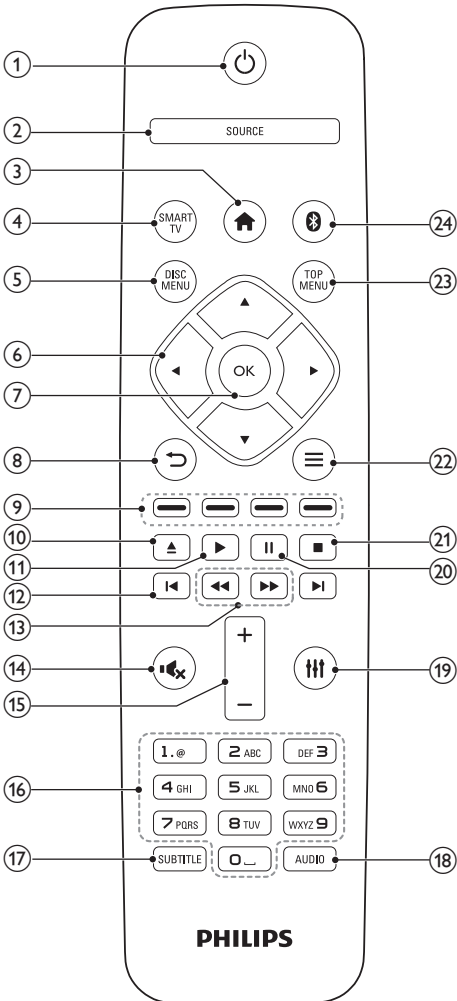 1
2 SOURCE
3
4 SMART TV 24
5 DISC MENU TOP MENU 23
6
7 OK
8 22
9
10 21
11 20
12
13
+
14 19
15
−
1.@ 2 ABC DEF 3
16 4 GHI 5 JKL MNO 6
7 PQRS 8 TUV WXYZ 9
17 SUBTITLE 0 AUDIO 18
PHILIPS